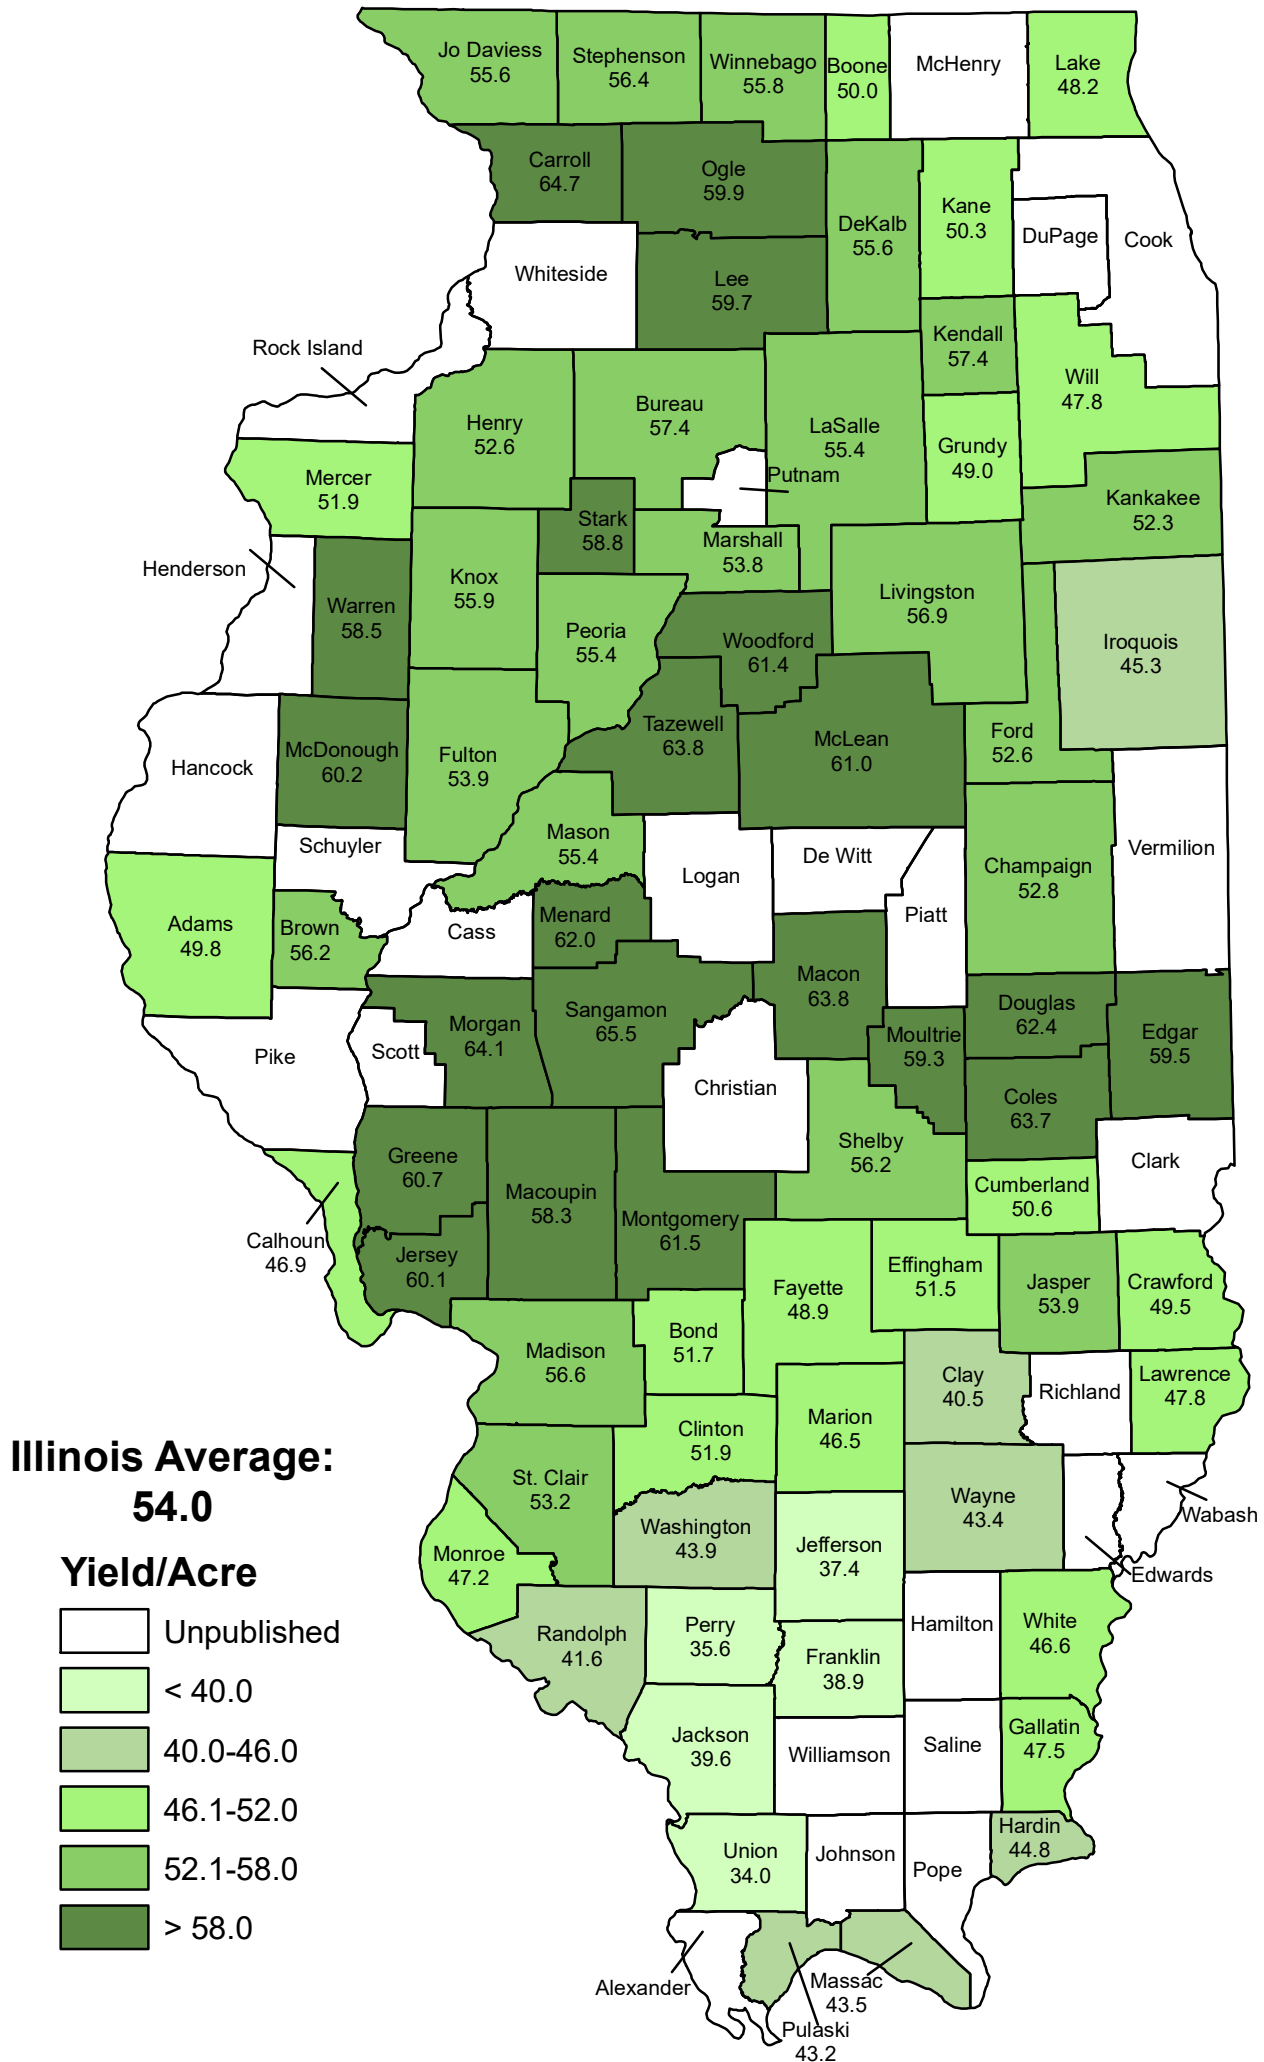 Jo Daviess
55.6
Stephenson
56.4
Winnebago
55.8
Boone
50.0
McHenry
Lake
48.2
Carroll
64.7
Ogle
59.9
DeKalb
55.6
Kane
50.3
DuPage
Cook
Whiteside
Lee
59.7
Rock Island
Kendall
57.4
Will
47.8
Henry
52.6
Bureau
57.4
LaSalle
55.4
Grundy
49.0
Putnam
Mercer
51.9
Kankakee
52.3
Stark
58.8
Marshall
53.8
Henderson
Warren
58.5
Knox
55.9
Peoria
55.4
Livingston
56.9
Woodford
61.4
Iroquois
45.3
Tazewell
63.8
McLean
61.0
Ford
52.6
Hancock
McDonough
60.2
Fulton
53.9
Mason
55.4
Schuyler
Logan
De Witt
Champaign
52.8
Vermilion
Adams
49.8
Brown
56.2
Cass
Menard
62.0
Piatt
Macon
63.8
Sangamon
65.5
Douglas
62.4
Edgar
59.5
Morgan
64.1
Moultrie
59.3
Pike
Scott
Christian
Coles
63.7
Shelby
56.2
Greene
60.7
Clark
Macoupin
58.3
Montgomery
61.5
Cumberland
50.6
Calhoun
46.9
Jersey
60.1
Fayette
48.9
Effingham
51.5
Jasper
53.9
Crawford
49.5
Madison
56.6
Bond
51.7
Clay
40.5
Richland
Lawrence
47.8
Clinton
51.9
Marion
46.5
Illinois Average:
54.0
St. Clair
53.2
Wayne
43.4
Wabash
Washington
43.9
Jefferson
37.4
Edwards
Monroe
47.2
Yield/Acre
Unpublished
< 40.0
40.0-46.0
46.1-52.0
52.1-58.0
> 58.0
Randolph
41.6
Perry
35.6
Franklin
38.9
Hamilton
White
46.6
Jackson
39.6
Williamson
Saline
Gallatin
47.5
Union
34.0
Johnson
Pope
Hardin
44.8
Alexander
Massac
43.5
Pulaski
43.2